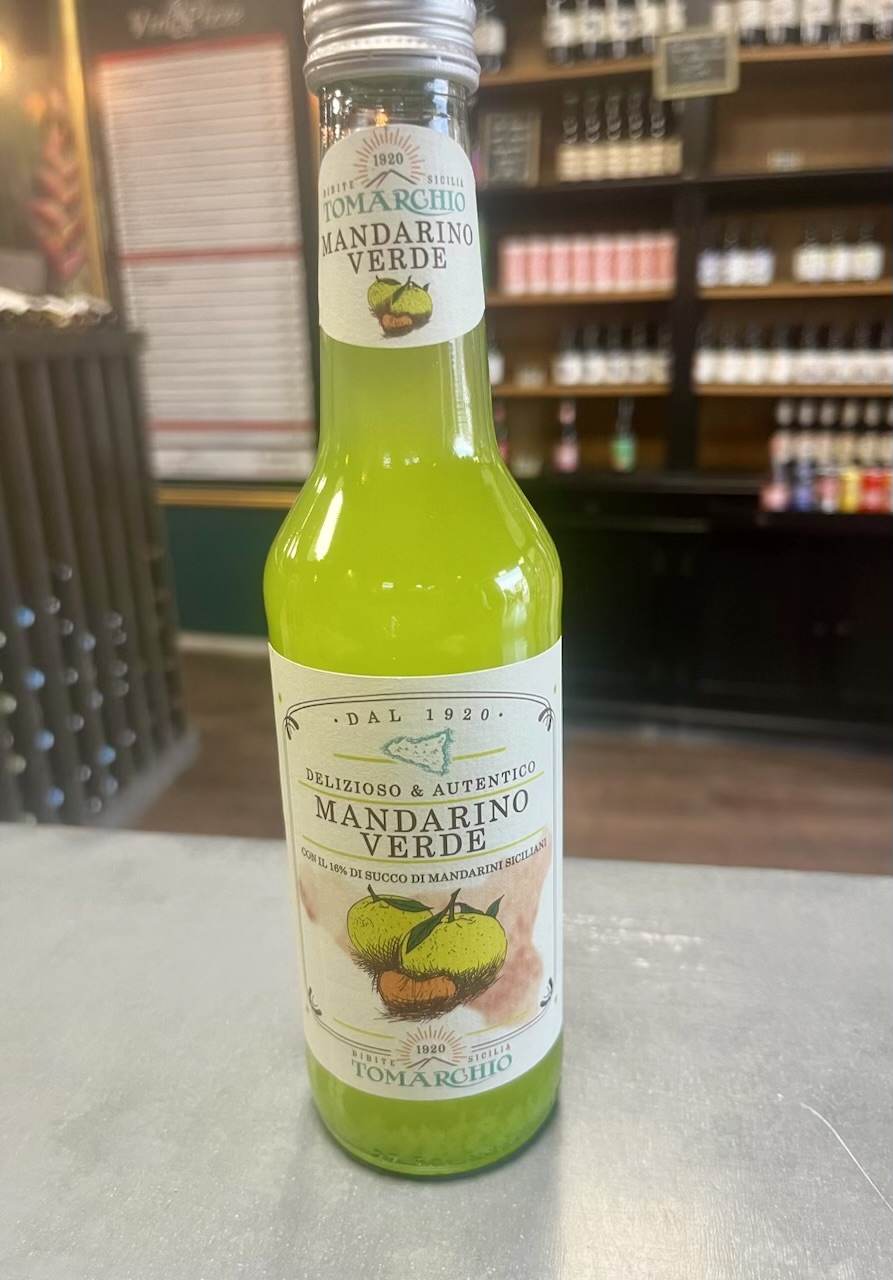 1920
BIBITE SICILIA
TOMARCHIO
MANDARINO
VERDE
· DAL 1920 ·
DELIZIOSO & AUTENTICO
MANDARINO
VERDE
CON IL 16% DI SUCCO DI MANDARINI SICILIANI
1920
BIBITE SICILIA
TOMARCHIO